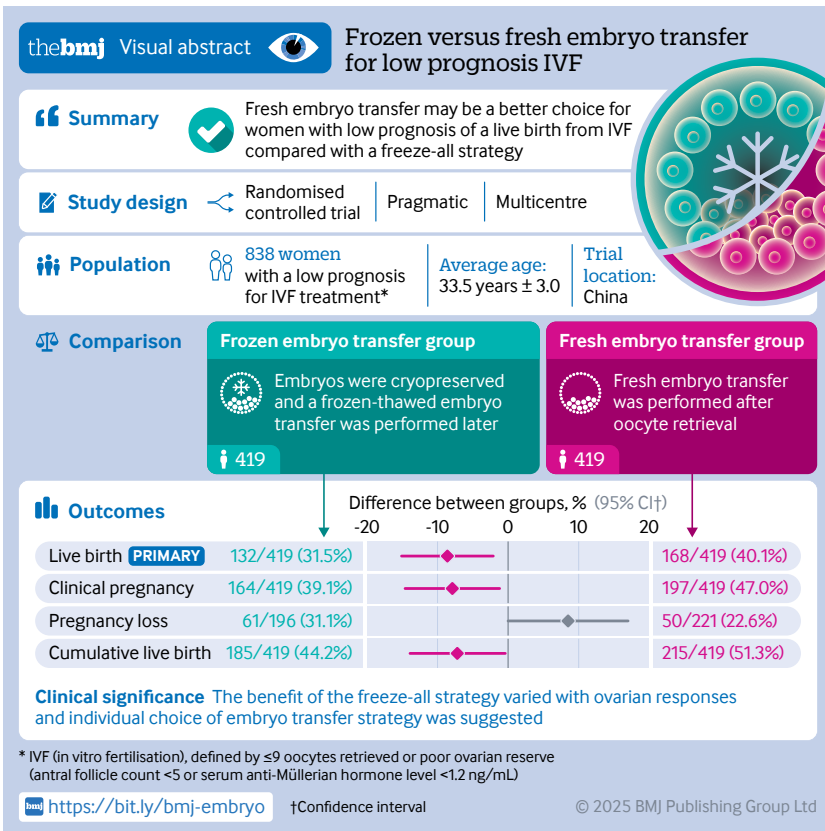 thebmj Visual abstract
Frozen versus fresh embryo transfer
for low prognosis IVF
Summary
Fresh embryo transfer may be a better choice for
women with low prognosis of a live birth from IVF
compared with a freeze-all strategy
Study design
Randomised
controlled trial
Pragmatic
Multicentre
Population
838 women
with a low prognosis
for IVF treatment*
Average age:
33.5 years ± 3.0
Trial
location:
China
Comparison
Frozen embryo transfer group
Embryos were cryopreserved
and a frozen-thawed embryo
transfer was performed later
419
Fresh embryo transfer group
Fresh embryo transfer
was performed after
oocyte retrieval
419
Outcomes
Difference between groups, % (95% CI†)
-20 -10 0 10 20
Live birth PRIMARY 132/419 (31.5%) 168/419 (40.1%)
Clinical pregnancy 164/419 (39.1%) 197/419 (47.0%)
Pregnancy loss 61/196 (31.1%) 50/221 (22.6%)
Cumulative live birth 185/419 (44.2%) 215/419 (51.3%)
Clinical significance The benefit of the freeze-all strategy varied with ovarian responses
and individual choice of embryo transfer strategy was suggested
* IVF (in vitro fertilisation), defined by ≤9 oocytes retrieved or poor ovarian reserve
(antral follicle count <5 or serum anti-Müllerian hormone level <1.2 ng/mL)
bmj https://bit.ly/bmj-embryo †Confidence interval © 2025 BMJ Publishing Group Ltd